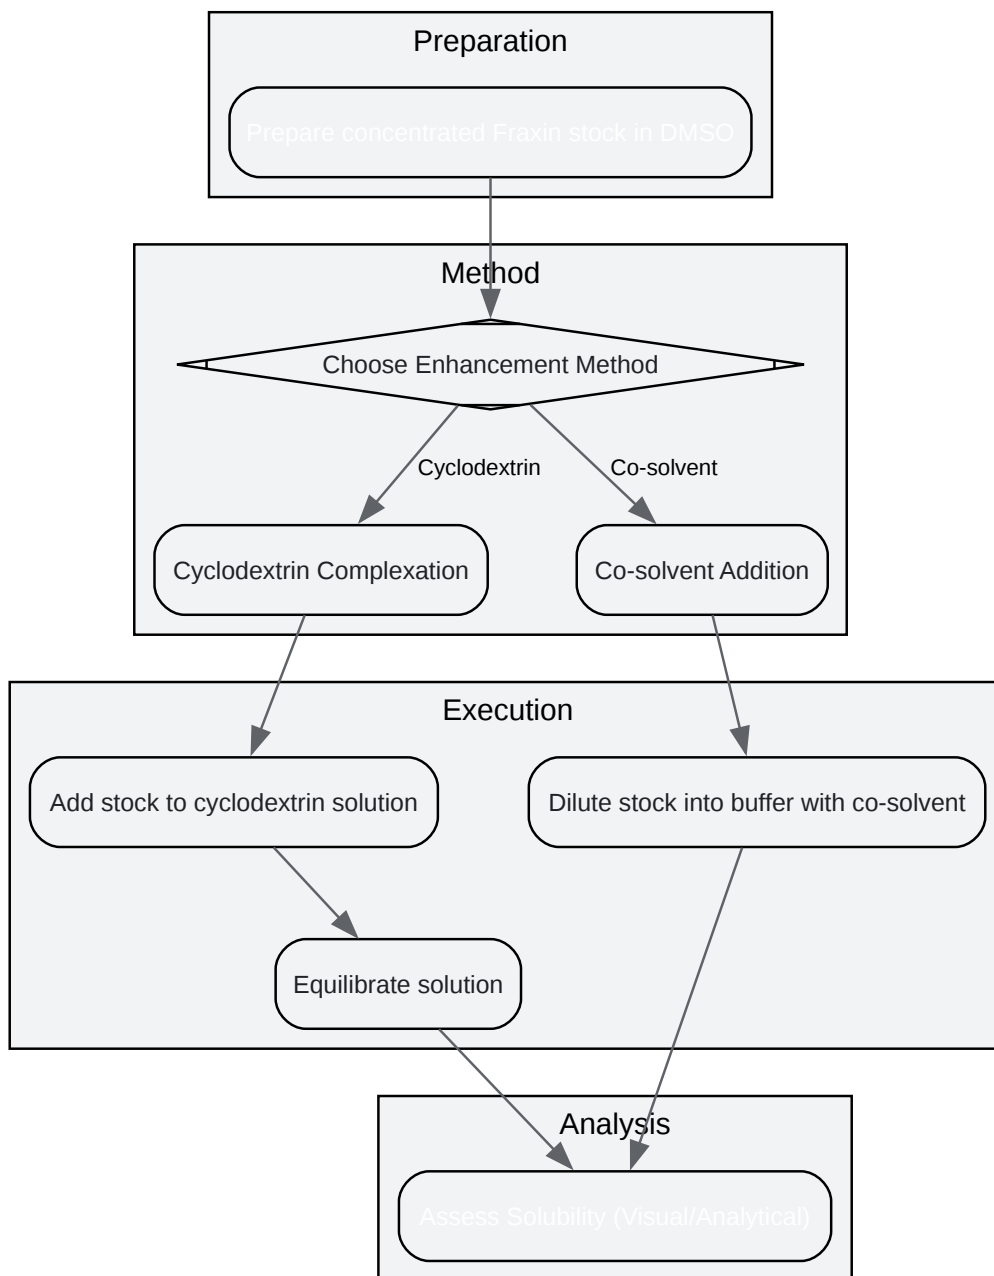 Preparation
Prepare concentrated Fraxin stock in DMSO
Method
Choose Enhancement Method
Cyclodextrin
Co-solvent
Cyclodextrin Complexation
Co-solvent Addition
Execution
Add stock to cyclodextrin solution
Dilute stock into buffer with co-solvent
Equilibrate solution
Analysis
Assess Solubility (Visual/Analytical)